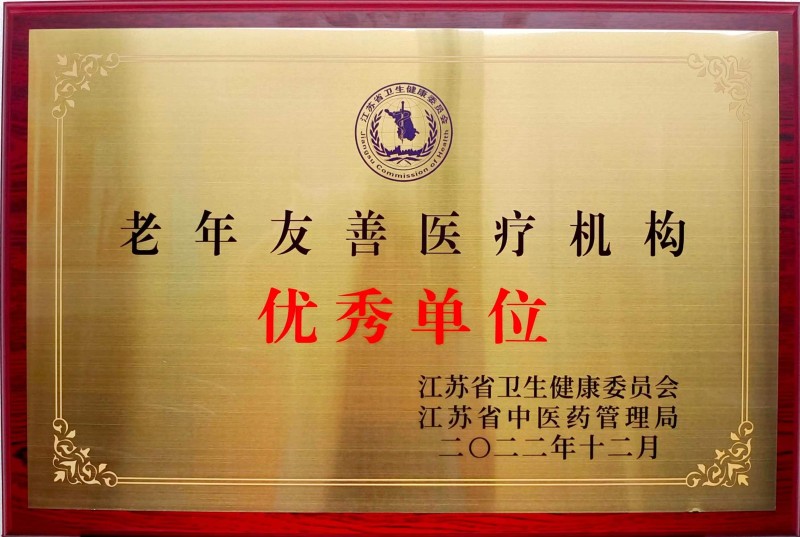 江苏省卫生健康委员会
Jiangsu Commission of Health
老年友善医疗机构
优秀单位
江苏省卫生健康委员会
江苏省中医药管理局
二〇二二年十二月